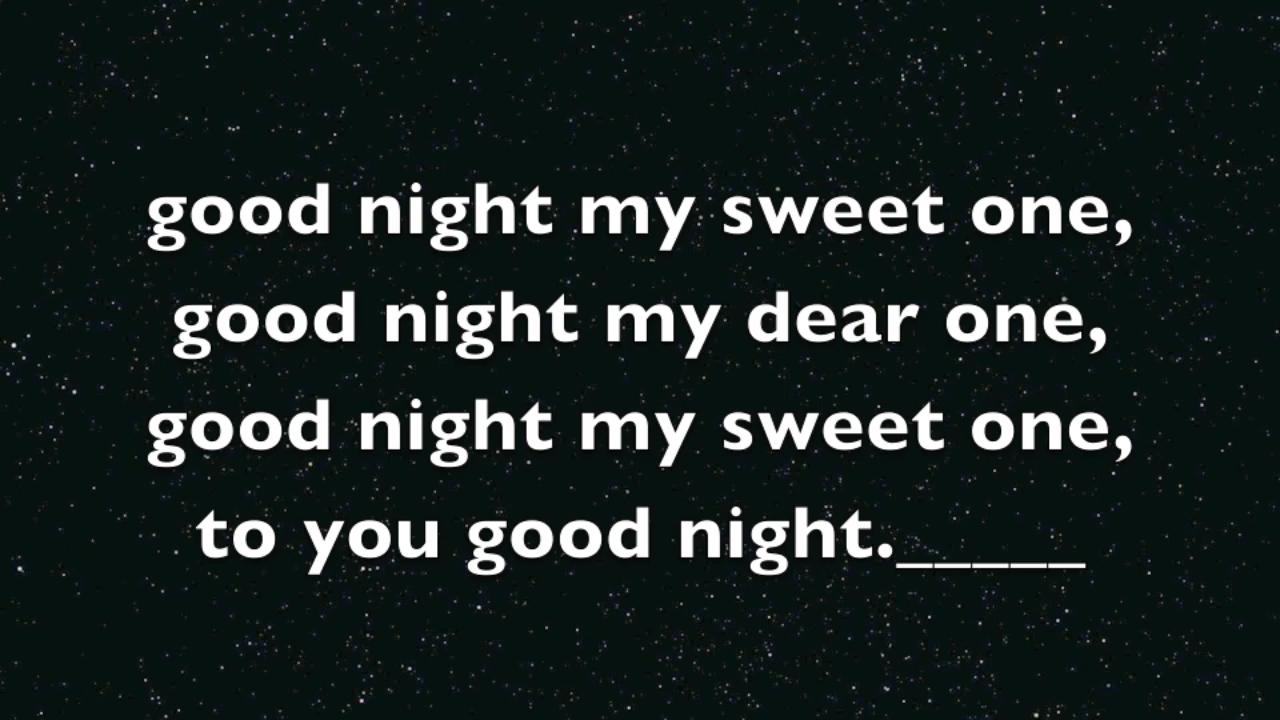 good night my sweet one,
good night my dear one,
good night my sweet one,
to you good night._____